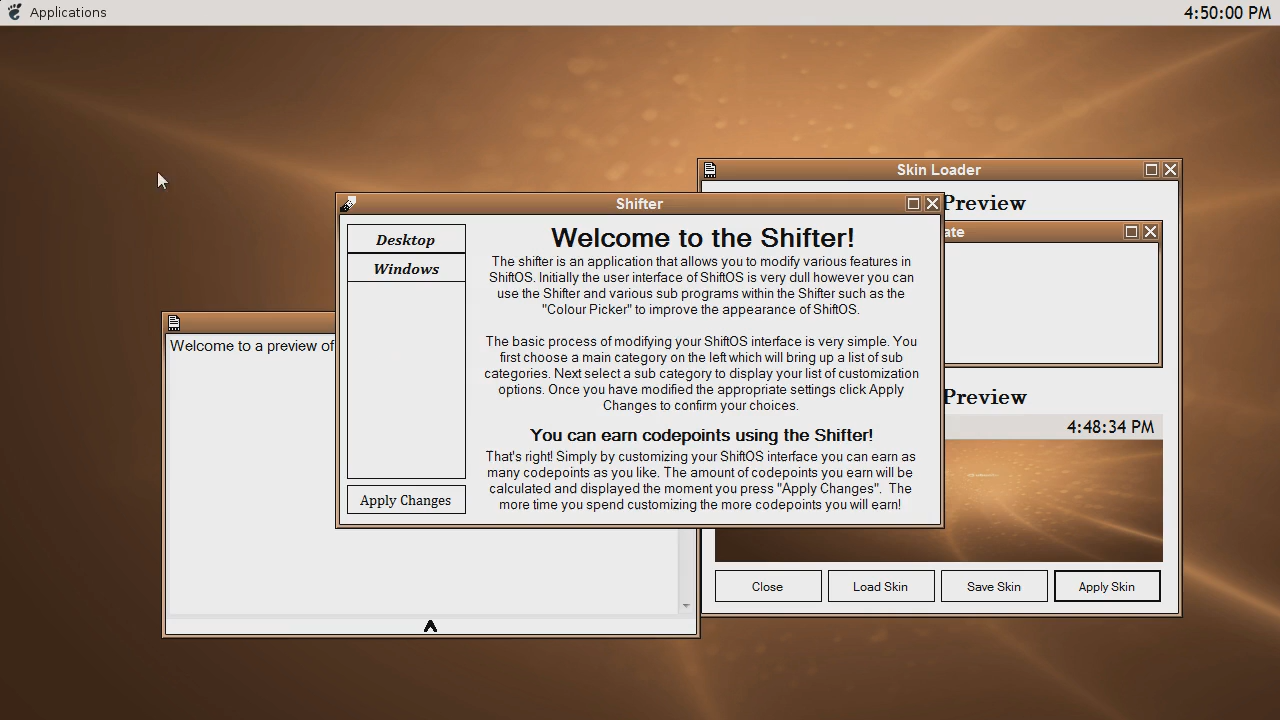 Applications
4:50:00 PM
Skin Loader
Preview
ate
Preview
4:48:34 PM
Close
Load Skin
Save Skin
Apply Skin
Shifter
Desktop
Windows
Apply Changes
Welcome to the Shifter!
The shifter is an application that allows you to modify various features in
ShiftOS. Initially the user interface of ShiftOS is very dull however you can
use the Shifter and various sub programs within the Shifter such as the
"Colour Picker" to improve the appearance of ShiftOS.
The basic process of modifying your ShiftOS interface is very simple. You
first choose a main category on the left which will bring up a list of sub
categories. Next select a sub category to display your list of customization
options. Once you have modified the appropriate settings click Apply
Changes to confirm your choices.
You can earn codepoints using the Shifter!
That's right! Simply by customizing your ShiftOS interface you can earn as
many codepoints as you like. The amount of codepoints you earn will be
calculated and displayed the moment you press "Apply Changes".  The
more time you spend customizing the more codepoints you will earn!
Welcome to a preview of